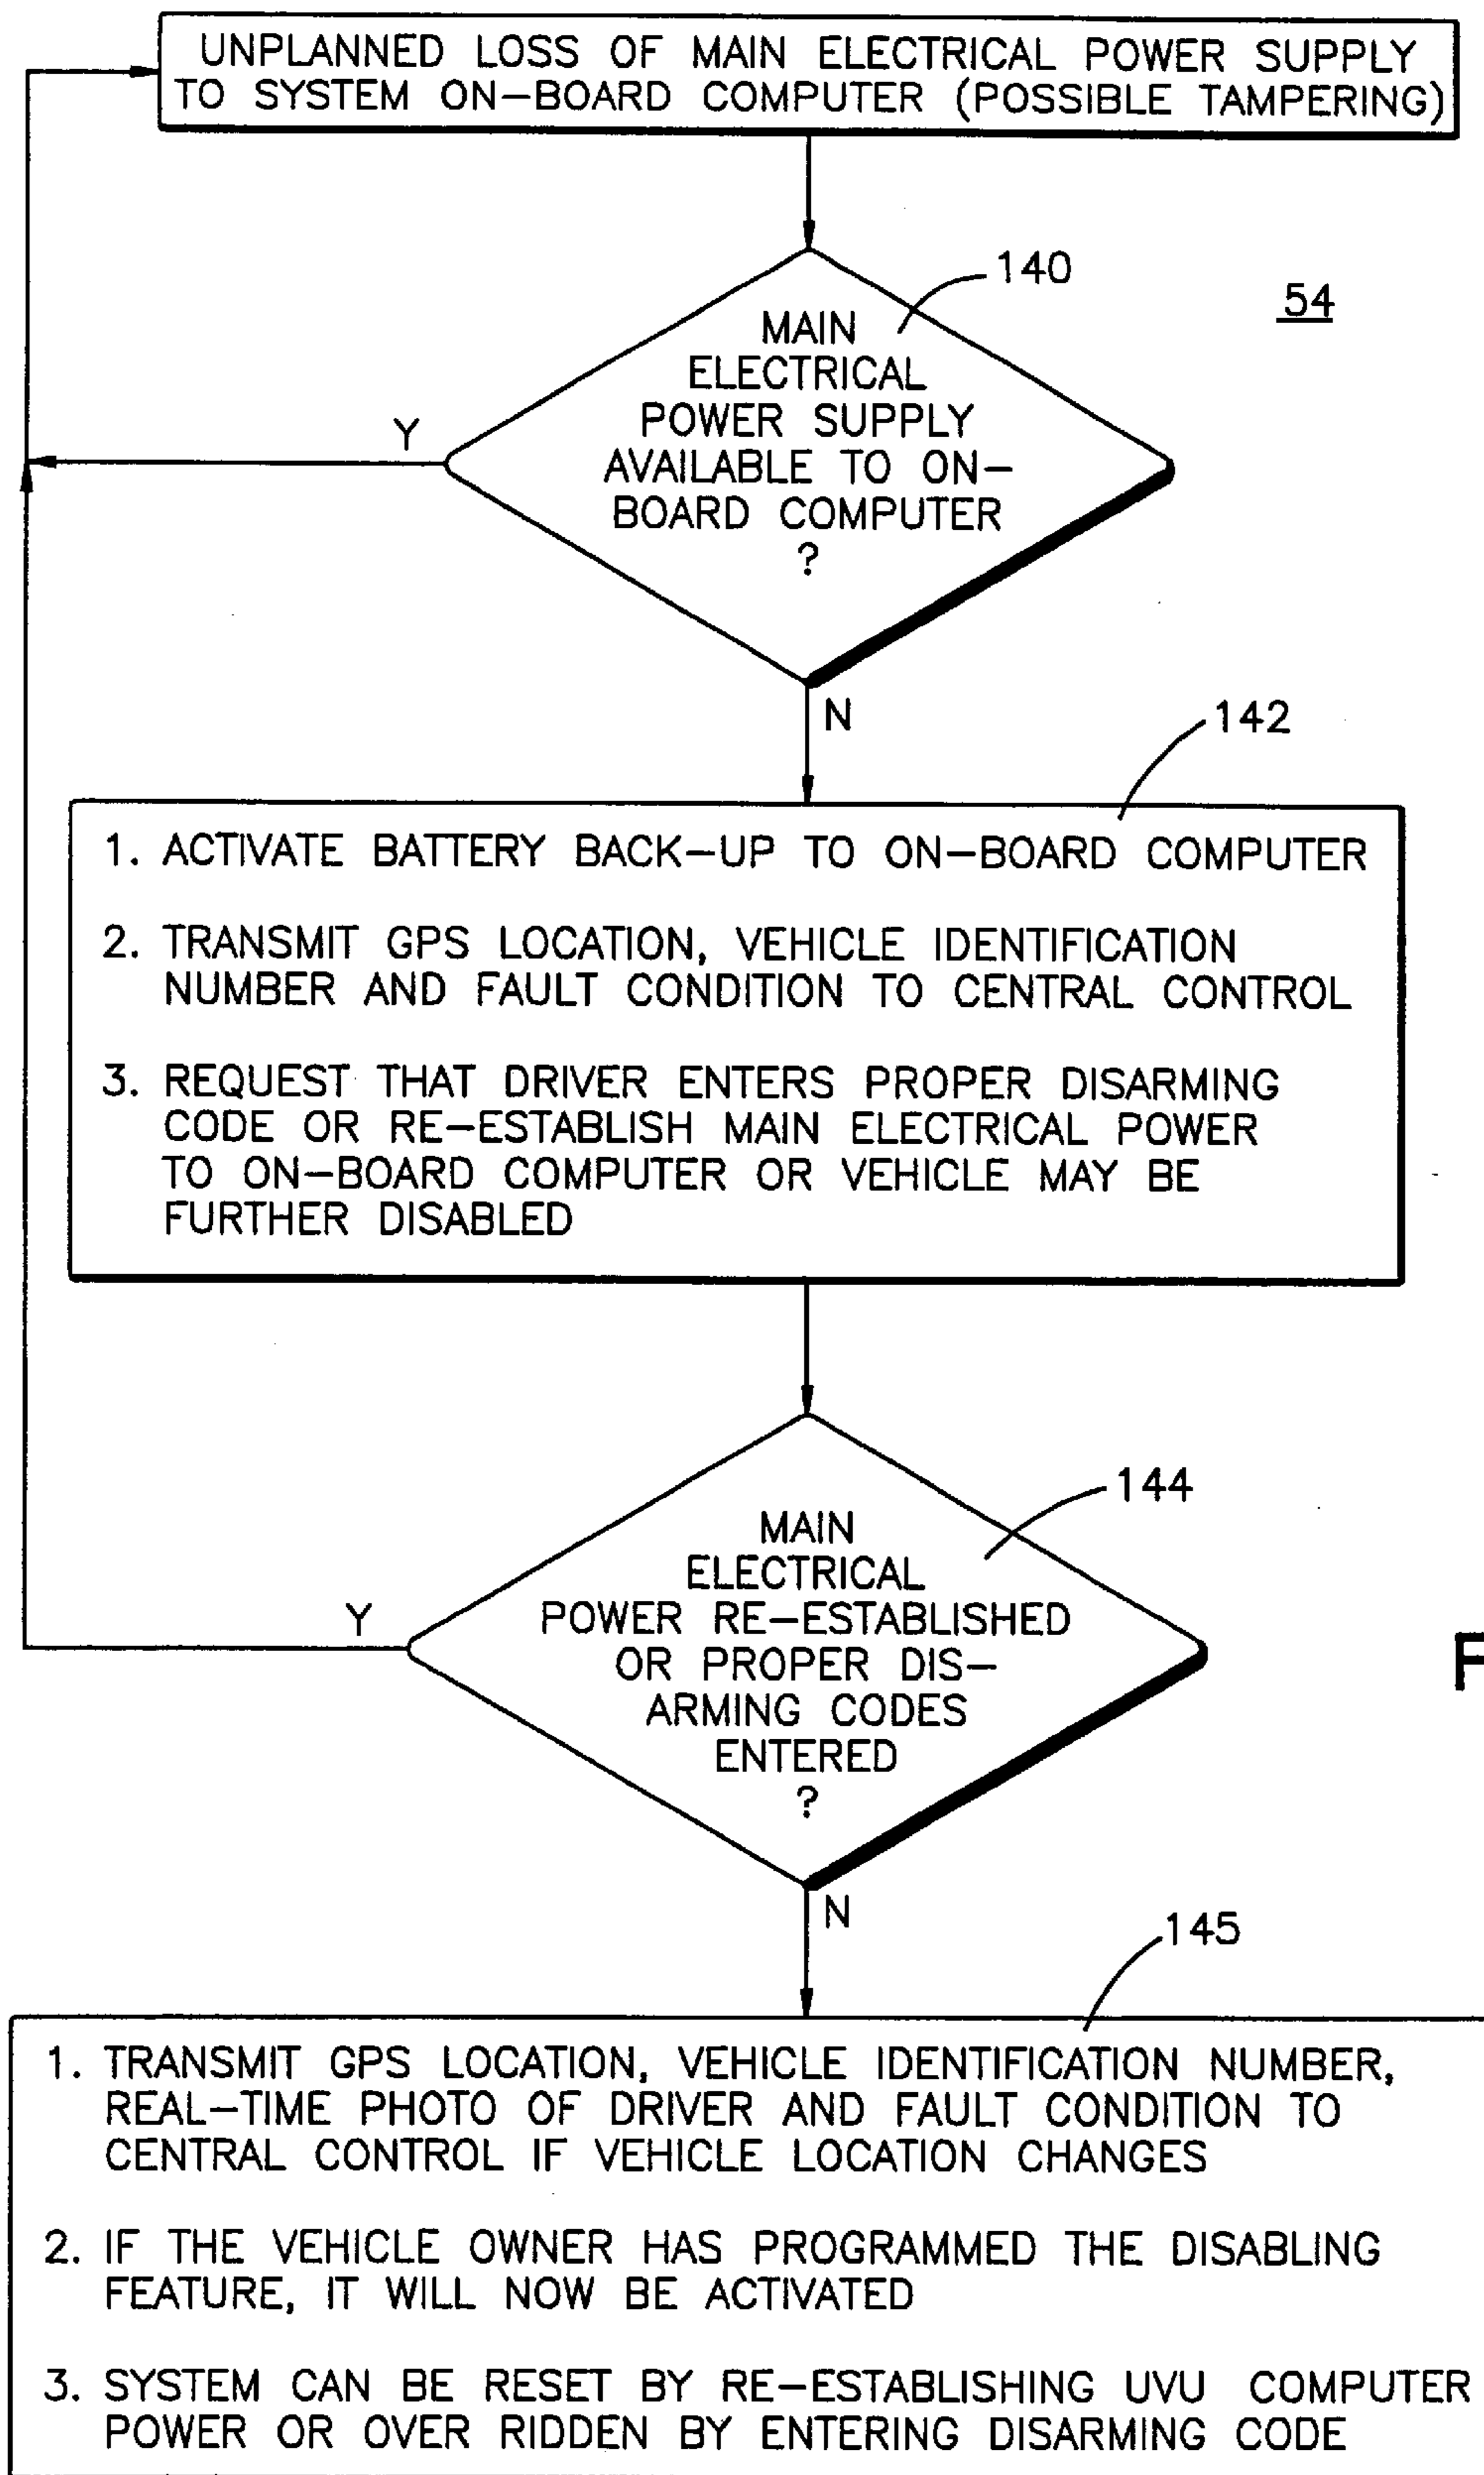 UNPLANNED LOSS OF MAIN ELECTRICAL POWER SUPPLY
TO SYSTEM ON-BOARD COMPUTER (POSSIBLE TAMPERING)
140
54
MAIN
ELECTRICAL
POWER SUPPLY
AVAILABLE TO ON-
BOARD COMPUTER
?
Y
N
142
1. ACTIVATE BATTERY BACK-UP TO ON-BOARD COMPUTER
2. TRANSMIT GPS LOCATION, VEHICLE IDENTIFICATION
NUMBER AND FAULT CONDITION TO CENTRAL CONTROL
3. REQUEST THAT DRIVER ENTERS PROPER DISARMING
CODE OR RE-ESTABLISH MAIN ELECTRICAL POWER
TO ON-BOARD COMPUTER OR VEHICLE MAY BE
FURTHER DISABLED
144
MAIN
ELECTRICAL
POWER RE-ESTABLISHED
OR PROPER DIS-
ARMING CODES
ENTERED
?
Y
N
145
1. TRANSMIT GPS LOCATION, VEHICLE IDENTIFICATION NUMBER,
REAL-TIME PHOTO OF DRIVER AND FAULT CONDITION TO
CENTRAL CONTROL IF VEHICLE LOCATION CHANGES
2. IF THE VEHICLE OWNER HAS PROGRAMMED THE DISABLING
FEATURE, IT WILL NOW BE ACTIVATED
3. SYSTEM CAN BE RESET BY RE-ESTABLISHING UVU COMPUTER
POWER OR OVER RIDDEN BY ENTERING DISARMING CODE